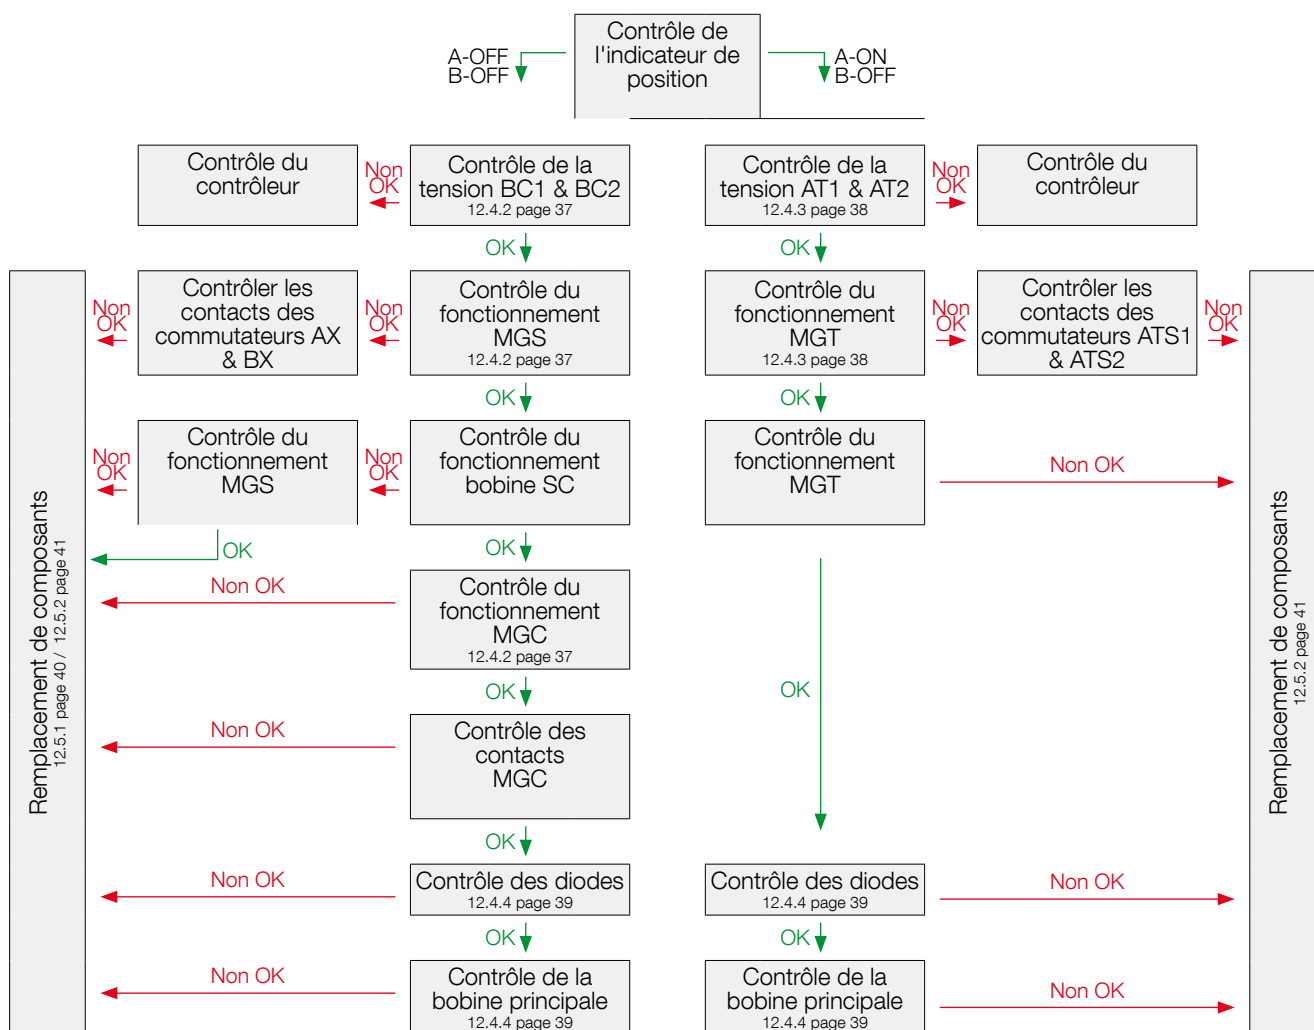 Contrôle de
l'indicateur de
position
A-OFF
B-OFF
A-ON
B-OFF
Contrôle du
contrôleur
Non
OK
Contrôle de la
tension BC1 & BC2
12.4.2 page 37
Contrôle de la
tension AT1 & AT2
12.4.3 page 38
Non
OK
Contrôle du
contrôleur
OK
OK
Non
OK
Contrôler les
contacts des
commutateurs AX
& BX
Non
OK
Contrôle du
fonctionnement
MGS
12.4.2 page 37
Contrôle du
fonctionnement
MGT
12.4.3 page 38
Non
OK
Contrôler les
contacts des
commutateurs ATS1
& ATS2
Non
OK
OK
OK
Non
OK
Contrôle du
fonctionnement
MGS
Non
OK
Contrôle du
fonctionnement
bobine SC
Contrôle du
fonctionnement
MGT
Non OK
OK
OK
Non OK
Contrôle du
fonctionnement
MGC
12.4.2 page 37
OK
OK
Non OK
Contrôle des
contacts
MGC
OK
Non OK
Contrôle des diodes
12.4.4 page 39
Contrôle des diodes
12.4.4 page 39
Non OK
OK
OK
Non OK
Contrôle de la
bobine principale
12.4.4 page 39
Contrôle de la
bobine principale
12.4.4 page 39
Non OK
Remplacement de composants
12.5.1 page 40 / 12.5.2 page 41
Remplacement de composants
12.5.2 page 41